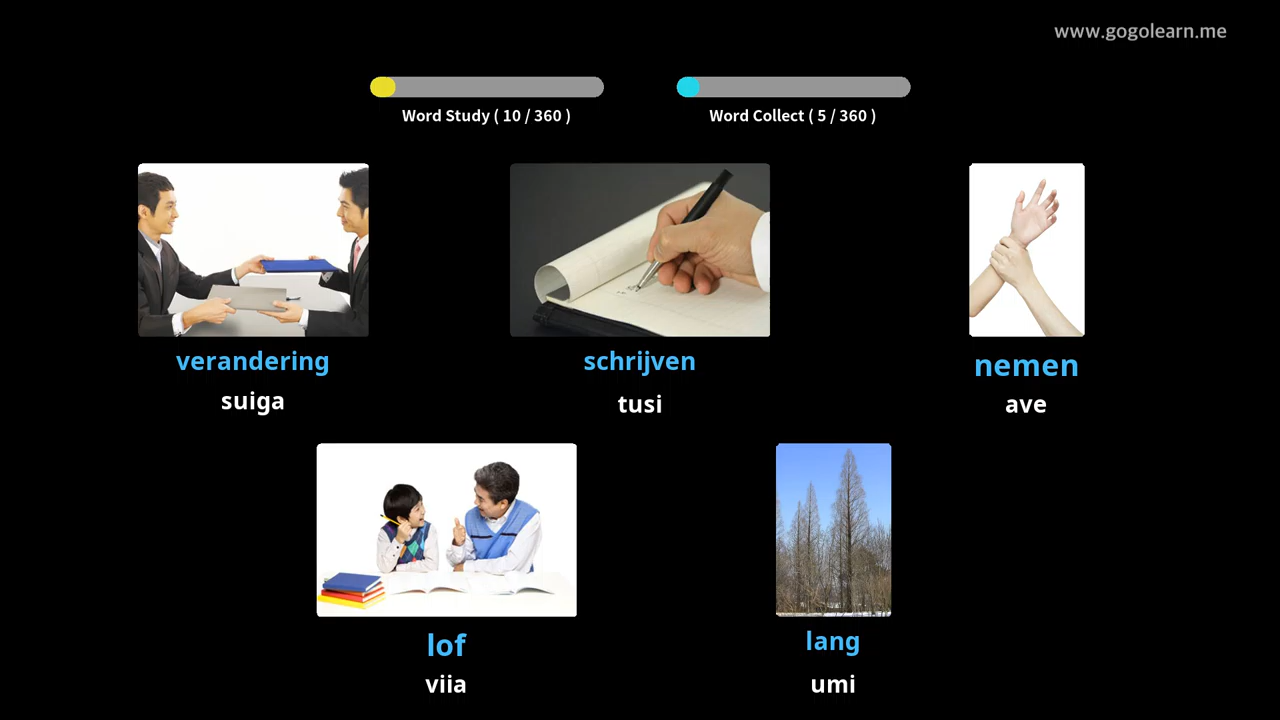 www.gogolearn.me
Word Study ( 10 / 360 )
Word Collect ( 5 / 360 )
verandering
suiga
schrijven
tusi
nemen
ave
lof
viia
lang
umi